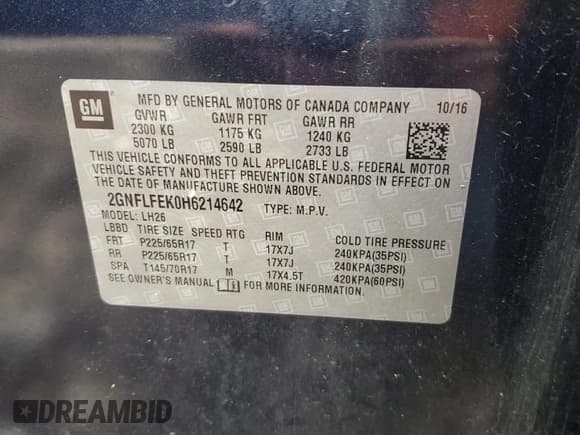 GM
MFD BY GENERAL MOTORS OF CANADA COMPANY 10/16
GVWR GAWR FRT GAWR RR
2300 KG 1175 KG 1240 KG
5070 LB 2590 LB 2733 LB
THIS VEHICLE CONFORMS TO ALL APPLICABLE U.S. FEDERAL MOTOR
VEHICLE SAFETY AND THEFT PREVENTION STANDARDS IN EFFECT ON
THE DATE OF MANUFACTURE SHOWN ABOVE.
2GNFLFEK0H6214642 TYPE: M.P.V.
MODEL: LH26
LBBD TIRE SIZE SPEED RTG RIM COLD TIRE PRESSURE
FRT P225/65R17 T 17X7J 240KPA(35PSI)
RR P225/65R17 T 17X7J 240KPA(35PSI)
SPA T145/70R17 M 17X4.5T 420KPA(60PSI)
SEE OWNER'S MANUAL FOR MORE INFORMATION.
DREAMBID